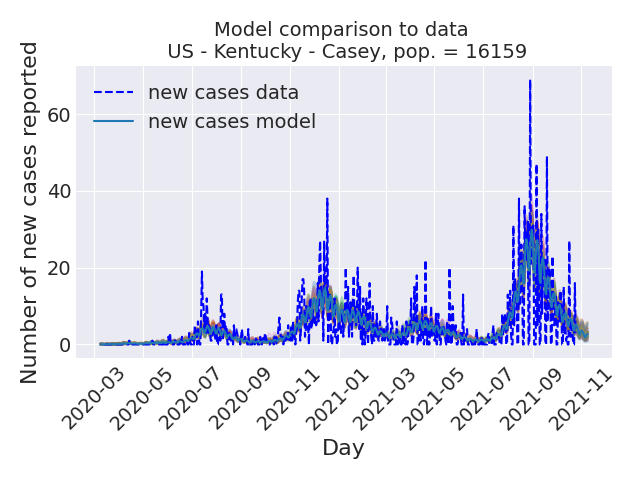 Model comparison to data
US - Kentucky - Casey, pop. = 16159
Number of new cases reported
new cases data
new cases model
60
40
20
0
2020-03
2020-05
2020-07
2020-09
2020-11
2021-01
2021-03
2021-05
2021-07
2021-09
2021-11
Day